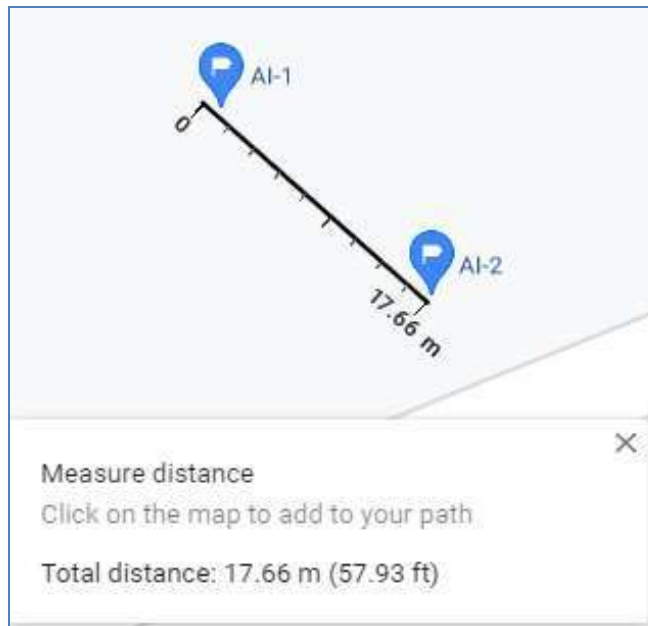 AI-1
0
AI-2
17.66 m
Measure distance
Click on the map to add to your path
Total distance: 17.66 m (57.93 ft)